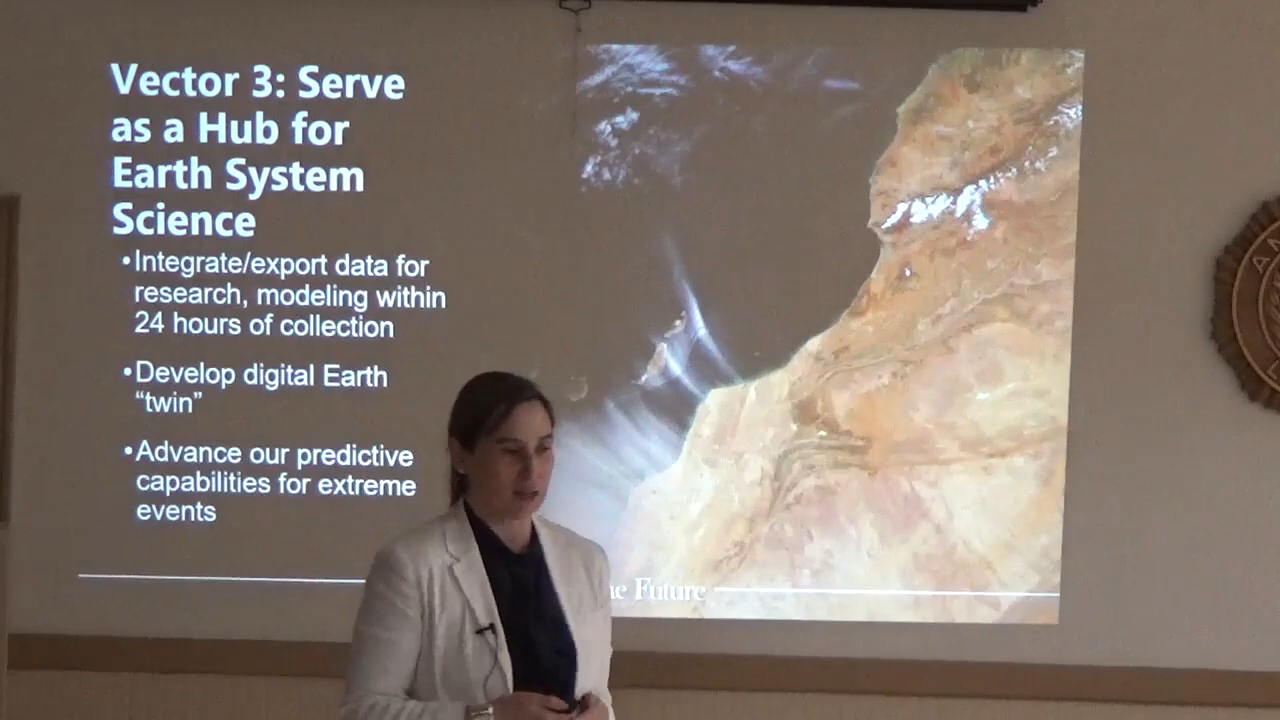 Vector 3: Serve
as a Hub for
Earth System
Science
•Integrate/export data for
research, modeling within
24 hours of collection
•Develop digital Earth
“twin”
•Advance our predictive
capabilities for extreme
events
Future